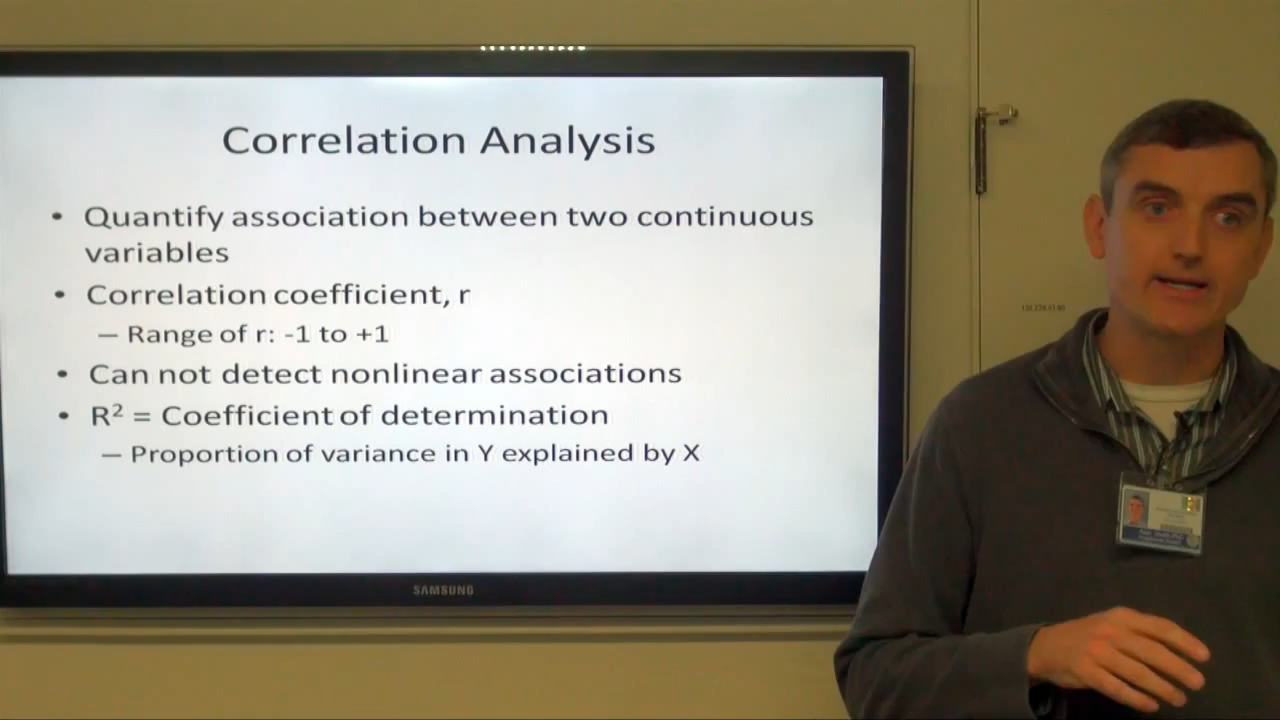 Correlation Analysis
• Quantify association between two continuous
variables
• Correlation coefficient, r
— Range of r: -1 to +1
• Can not detect nonlinear associations
• R² = Coefficient of determination
— Proportion of variance in Y explained by X
SAMSUNG